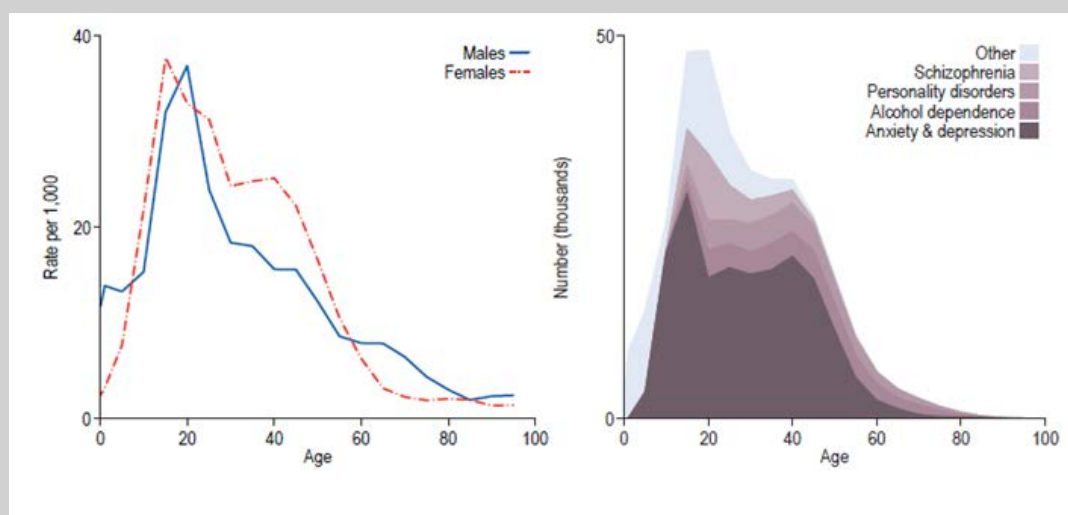 40
20
0
Rate per 1,000
Males
Females
0 20 40 60 80 100
Age
50
0
Number (thousands)
Other
Schizophrenia
Personality disorders
Alcohol dependence
Anxiety & depression
0 20 40 60 80 100
Age